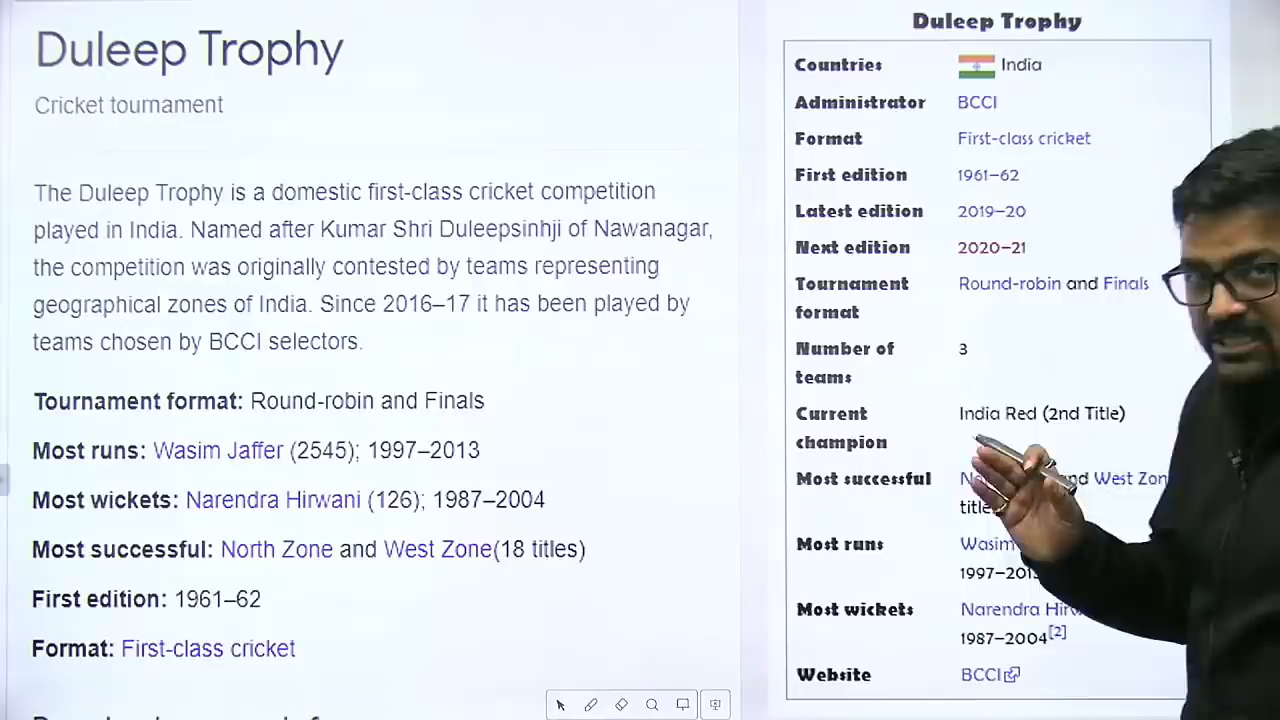 Duleep Trophy
Cricket tournament
The Duleep Trophy is a domestic first-class cricket competition
played in India. Named after Kumar Shri Duleepsinhji of Nawanagar,
the competition was originally contested by teams representing
geographical zones of India. Since 2016–17 it has been played by
teams chosen by BCCI selectors.
Tournament format: Round-robin and Finals
Most runs: Wasim Jaffer (2545); 1997–2013
Most wickets: Narendra Hirwani (126); 1987–2004
Most successful: North Zone and West Zone(18 titles)
First edition: 1961–62
Format: First-class cricket
Duleep Trophy
Countries India
Administrator BCCI
Format First-class cricket
First edition 1961–62
Latest edition 2019–20
Next edition 2020–21
Tournament Round-robin and Finals
format
Number of 3
teams
Current India Red (2nd Title)
champion
Most successful West Zon
title
Most runs Wasim
1997–201
Most wickets Narendra Hirw
1987–2004[2]
Website BCCI